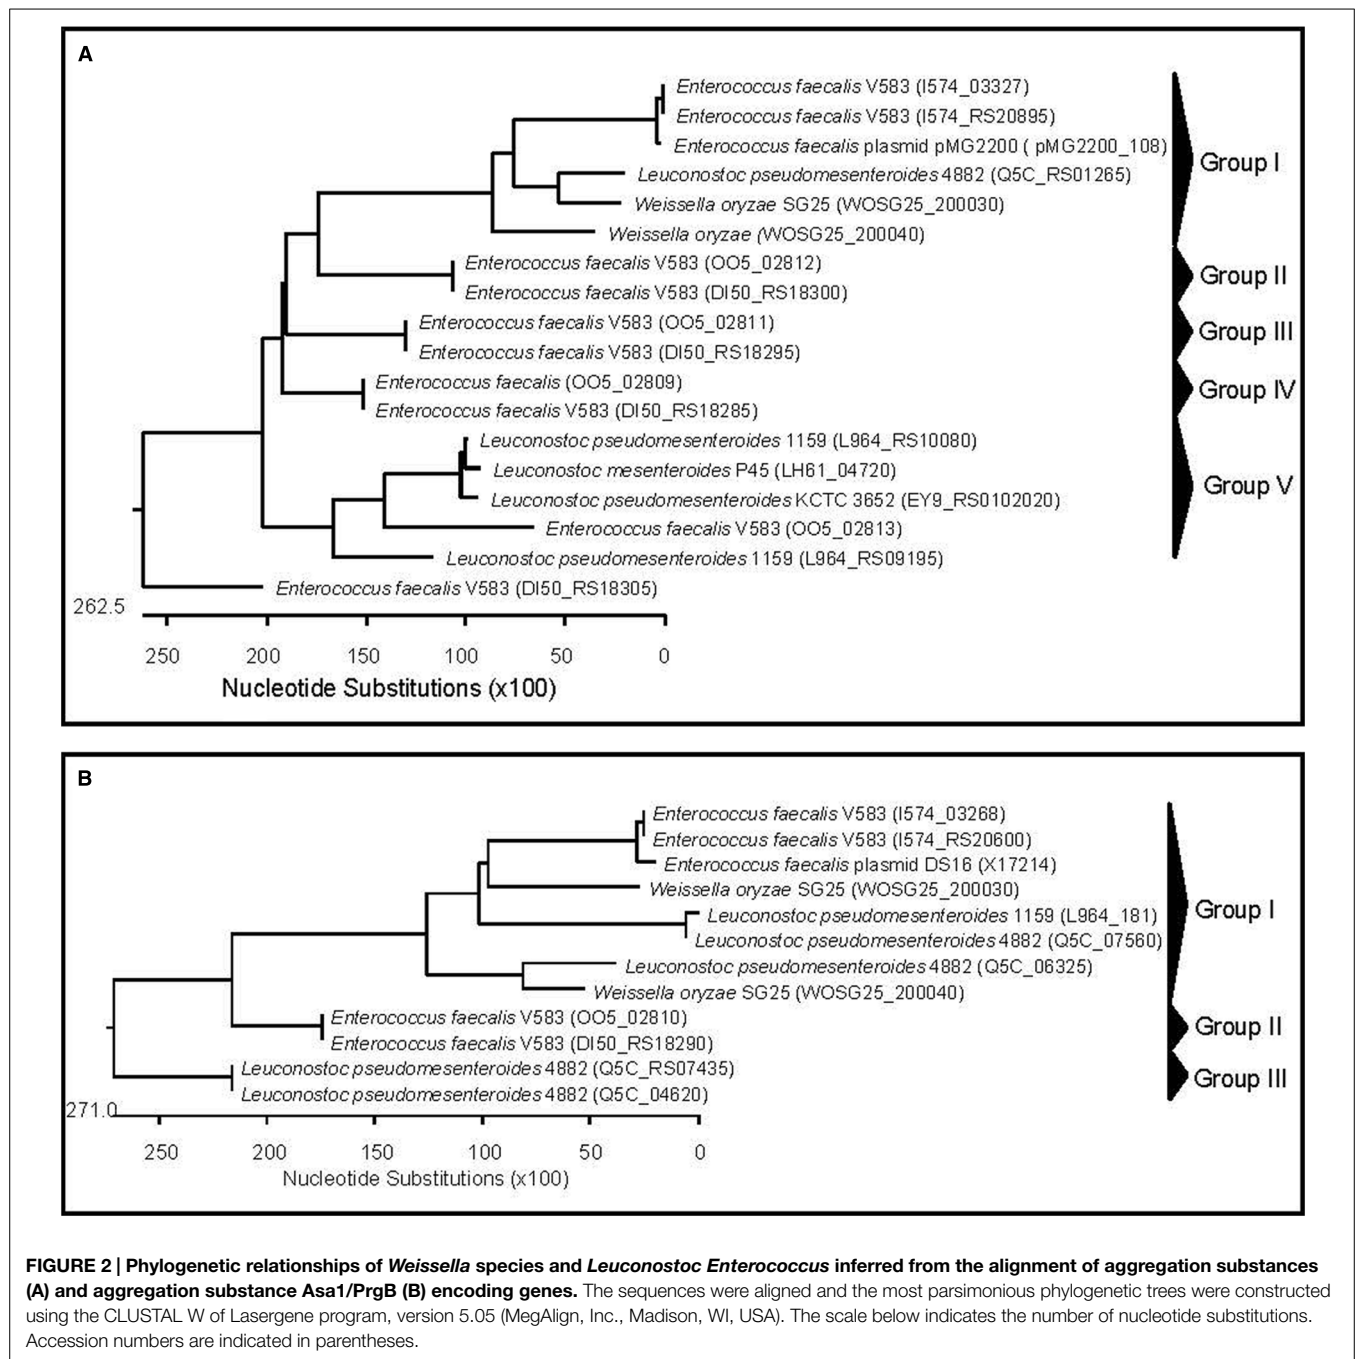 A
Enterococcus faecalis V583 (I574_03327)
Enterococcus faecalis V583 (I574_RS20895)
Enterococcus faecalis plasmid pMG2200 ( pMG2200_108)
Leuconostoc pseudomesenteroides 4882 (Q5C_RS01265)
Weissella oryzae SG25 (WOSG25_200030)
Weissella oryzae (WOSG25_200040)
Enterococcus faecalis V583 (OO5_02812)
Enterococcus faecalis V583 (DI50_RS18300)
Enterococcus faecalis V583 (OO5_02811)
Enterococcus faecalis V583 (DI50_RS18295)
Enterococcus faecalis (OO5_02809)
Enterococcus faecalis V583 (DI50_RS18285)
Leuconostoc pseudomesenteroides 1159 (L964_RS10080)
Leuconostoc mesenteroides P45 (LH61_04720)
Leuconostoc pseudomesenteroides KCTC 3652 (EY9_RS0102020)
Enterococcus faecalis V583 (OO5_02813)
Leuconostoc pseudomesenteroides 1159 (L964_RS09195)
Enterococcus faecalis V583 (DI50_RS18305)
Group I
Group II
Group III
Group IV
Group V
262.5
250 200 150 100 50 0
Nucleotide Substitutions (x100)
B
Enterococcus faecalis V583 (I574_03268)
Enterococcus faecalis V583 (I574_RS20600)
Enterococcus faecalis plasmid DS16 (X17214)
Weissella oryzae SG25 (WOSG25_200030)
Leuconostoc pseudomesenteroides 1159 (L964_181)
Leuconostoc pseudomesenteroides 4882 (Q5C_07560)
Leuconostoc pseudomesenteroides 4882 (Q5C_06325)
Weissella oryzae SG25 (WOSG25_200040)
Enterococcus faecalis V583 (OO5_02810)
Enterococcus faecalis V583 (DI50_RS18290)
Leuconostoc pseudomesenteroides 4882 (Q5C_RS07435)
Leuconostoc pseudomesenteroides 4882 (Q5C_04620)
Group I
Group II
Group III
271.0
250 200 150 100 50 0
Nucleotide Substitutions (x100)
FIGURE 2 | Phylogenetic relationships of Weissella species and Leuconostoc Enterococcus inferred from the alignment of aggregation substances
(A) and aggregation substance Asa1/PrgB (B) encoding genes. The sequences were aligned and the most parsimonious phylogenetic trees were constructed
using the CLUSTAL W of Lasergene program, version 5.05 (MegAlign, Inc., Madison, WI, USA). The scale below indicates the number of nucleotide substitutions.
Accession numbers are indicated in parentheses.